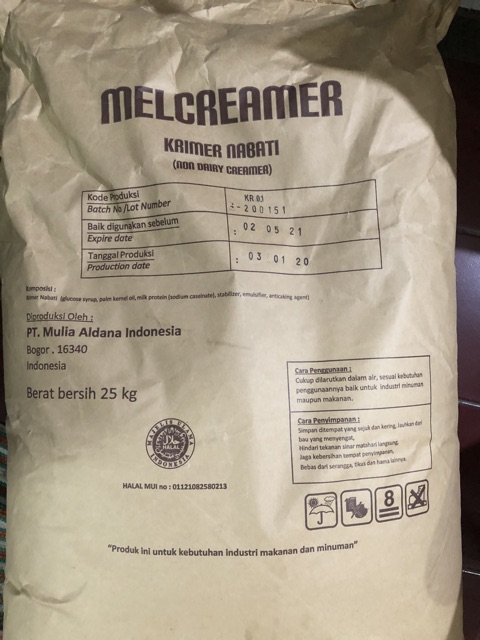 MELCREAMER
KRIMER NABATI
(NON DAIRY CREAMER)
Kode Produksi
Batch No /Lot Number
KR 03
:-200151
Baik digunakan sebelum
Expire date
: 02 05 21
Tanggal Produksi
Production date
: 03 01 20
Komposisi :
Krimer Nabati (glucose syrup, palm kernel oil, milk protein (sodium caseinate), stabilizer, emulsifier, anticaking agent)
Diproduksi Oleh :
PT. Mulia Aldana Indonesia
Bogor . 16340
Indonesia
Berat bersih 25 kg
Cara Penggunaan :
Cukup dilarutkan dalam air, sesuai kebutuhan
penggunaannya baik untuk industri minuman
maupun makanan.
Cara Penyimpanan :
Simpan ditempat yang sejuk dan kering, jauhkan dari
bau yang menyengat,
Hindari tekanan sinar matahari langsung.
Jaga kebersihan tempat penyimpanan,
Bebas dari serangga, tikus dan hama lainnya.
MAJELIS ULAMA
INDONESIA
HALAL MUI no : 01121082580213
8
"Produk ini untuk kebutuhan industri makanan dan minuman"